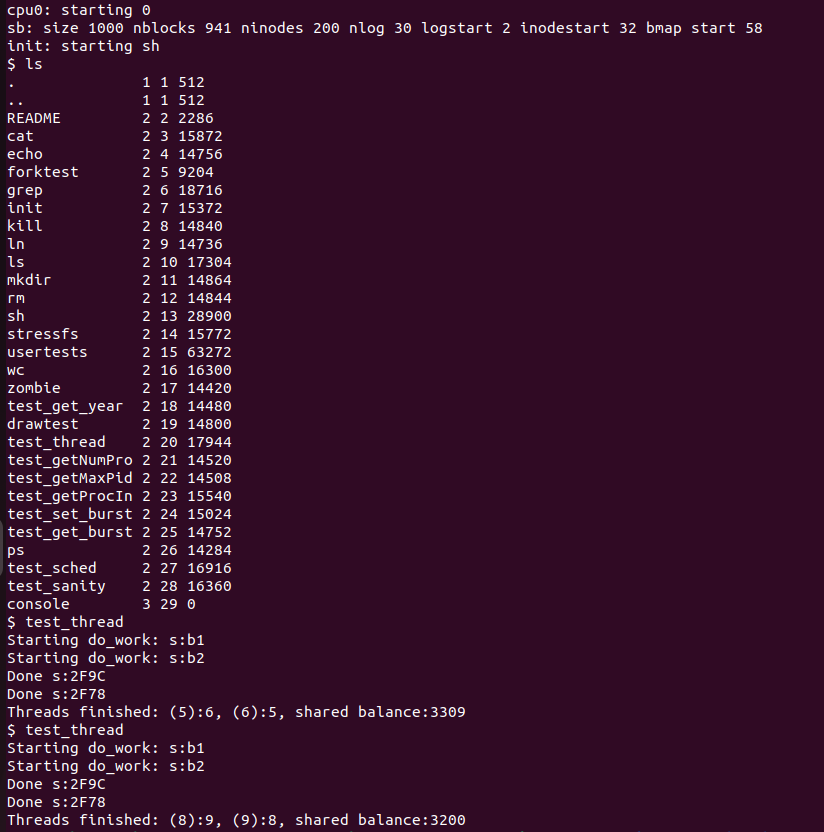 cpu0: starting 0
sb: size 1000 nblocks 941 ninodes 200 nlog 30 logstart 2 inodestart 32 bmap start 58
init: starting sh
$ ls
. 1 1 512
.. 1 1 512
README 2 2 2286
cat 2 3 15872
echo 2 4 14756
forktest 2 5 9204
grep 2 6 18716
init 2 7 15372
kill 2 8 14840
ln 2 9 14736
ls 2 10 17304
mkdir 2 11 14864
rm 2 12 14844
sh 2 13 28900
stressfs 2 14 15772
usertests 2 15 63272
wc 2 16 16300
zombie 2 17 14420
test_get_year 2 18 14480
drawtest 2 19 14800
test_thread 2 20 17944
test_getNumPro 2 21 14520
test_getMaxPid 2 22 14508
test_getProcIn 2 23 15540
test_set_burst 2 24 15024
test_get_burst 2 25 14752
ps 2 26 14284
test_sched 2 27 16916
test_sanity 2 28 16360
console 3 29 0
$ test_thread
Starting do_work: s:b1
Starting do_work: s:b2
Done s:2F9C
Done s:2F78
Threads finished: (5):6, (6):5, shared balance:3309
$ test_thread
Starting do_work: s:b1
Starting do_work: s:b2
Done s:2F9C
Done s:2F78
Threads finished: (8):9, (9):8, shared balance:3200